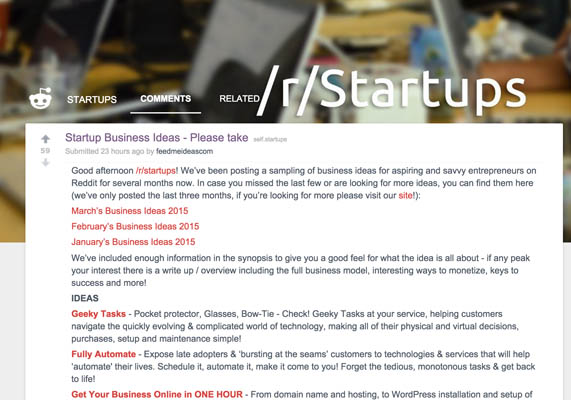 /r/Startups
STARTUPS COMMENTS RELATED
Startup Business Ideas - Please take self.startups
59
Submitted 23 hours ago by feedmeideascom
Good afternoon /r/startups! We've been posting a sampling of business ideas for aspiring and savvy entrepreneurs on
Reddit for several months now. In case you missed the last few or are looking for more ideas, you can find them here
(we've only posted the last three months, if you're looking for more please visit our site!):
March's Business Ideas 2015
February's Business Ideas 2015
January's Business Ideas 2015
We've included enough information in the synopsis to give you a good feel for what the idea is all about - if any peak
your interest there is a write up / overview including the full business model, interesting ways to monetize, keys to
success and more!
IDEAS
Geeky Tasks - Pocket protector, Glasses, Bow-Tie - Check! Geeky Tasks at your service, helping customers
navigate the quickly evolving & complicated world of technology, making all of their physical and virtual decisions,
purchases, setup and maintenance simple!
Fully Automate - Expose late adopters & 'bursting at the seams' customers to technologies & services that will help
'automate' their lives. Schedule it, automate it, make it come to you! Forget the tedious, monotonous tasks & get back
to life!
Get Your Business Online in ONE HOUR - From domain name and hosting, to WordPress installation and setup of